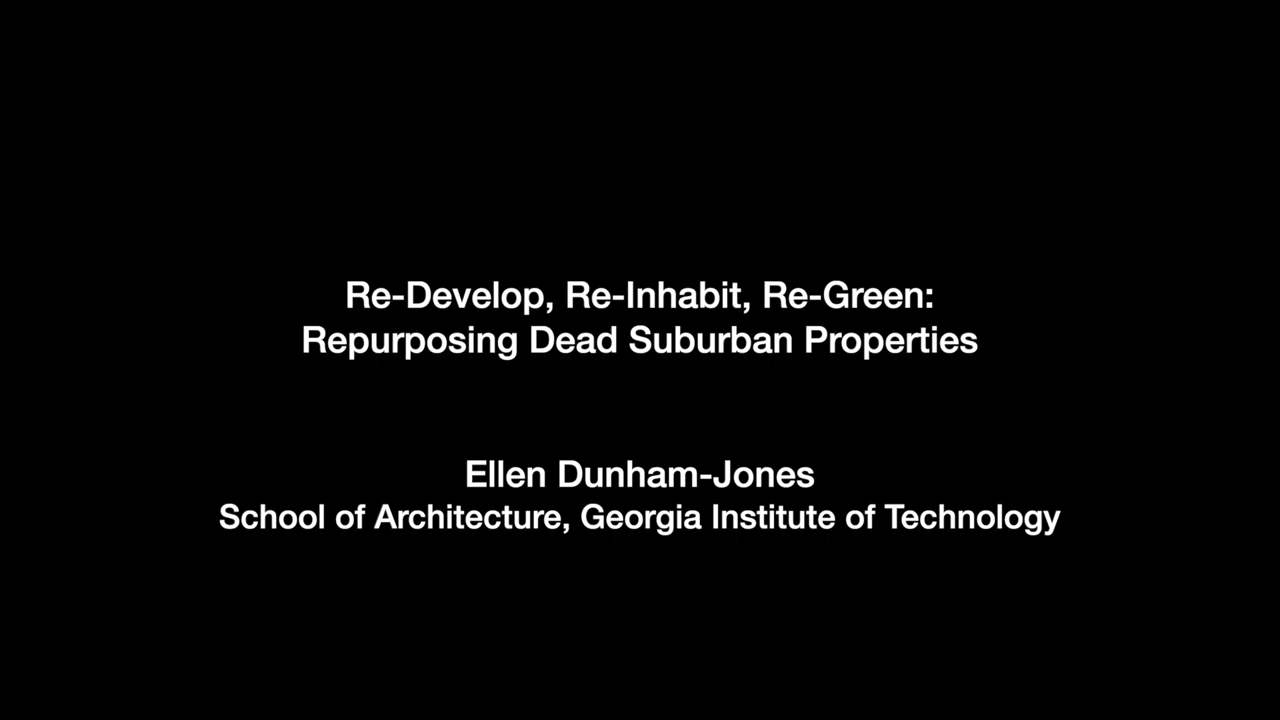 Re-Develop, Re-Inhabit, Re-Green:
Repurposing Dead Suburban Properties
Ellen Dunham-Jones
School of Architecture, Georgia Institute of Technology